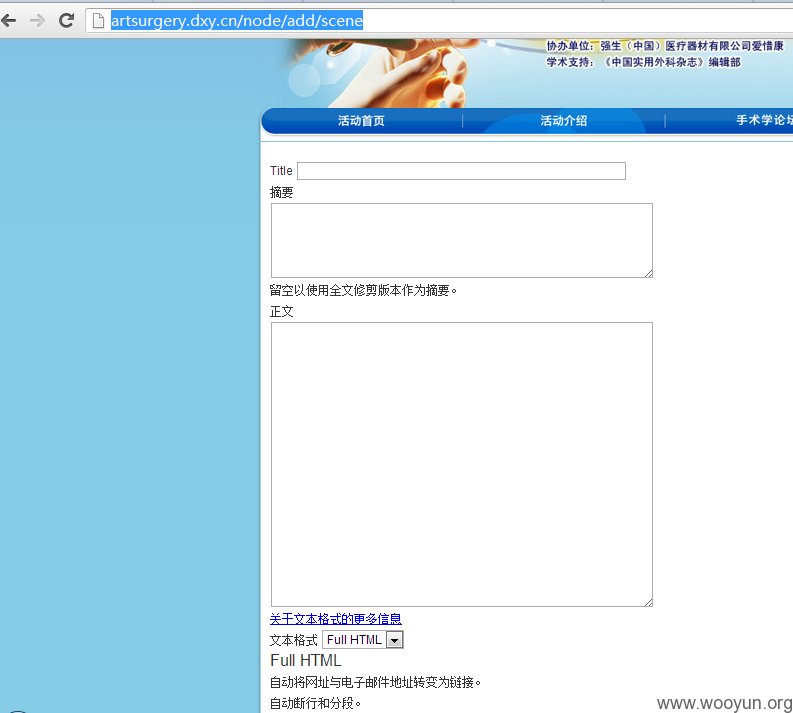 artsurgery.dxy.cn/node/add/scene
协办单位：强生（中国）医疗器材有限公司爱惜康
学术支持：《中国实用外科杂志》编辑部
活动首页 活动介绍 手术学论坛
Title
摘要
留空以使用全文修剪版本作为摘要。
正文
关于文本格式的更多信息
文本格式 Full HTML
Full HTML
自动将网址与电子邮件地址转变为链接。
自动断行和分段。
www.wooyun.org